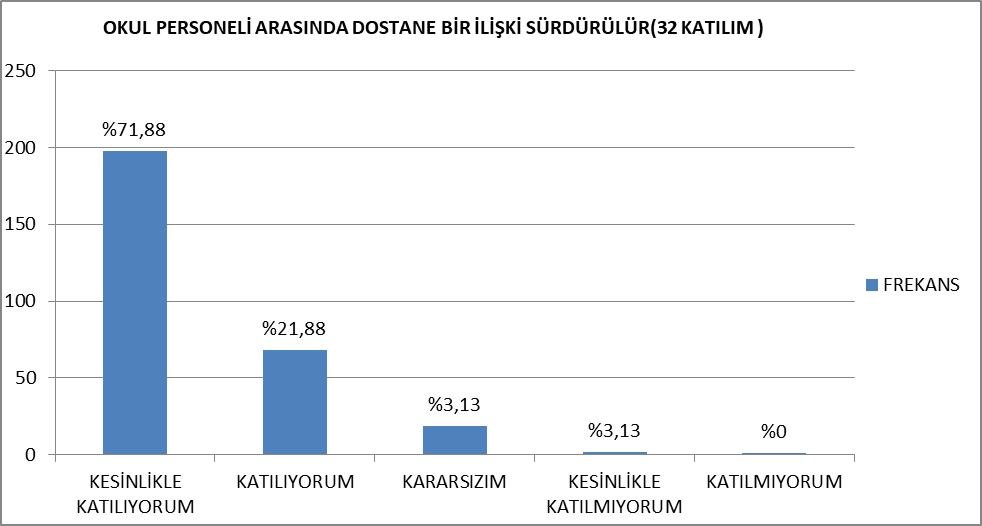 OKUL PERSONELİ ARASINDA DOSTANE BİR İLİŞKİ SÜRDÜRÜLÜR(32 KATILIM )
250
200
150
100
50
0
%71,88
%21,88
%3,13
%3,13
%0
KESİNLİKLE
KATILIYORUM
KATILIYORUM
KARARSIZIM
KESİNLİKLE
KATILMIYORUM
KATILMIYORUM
FREKANS